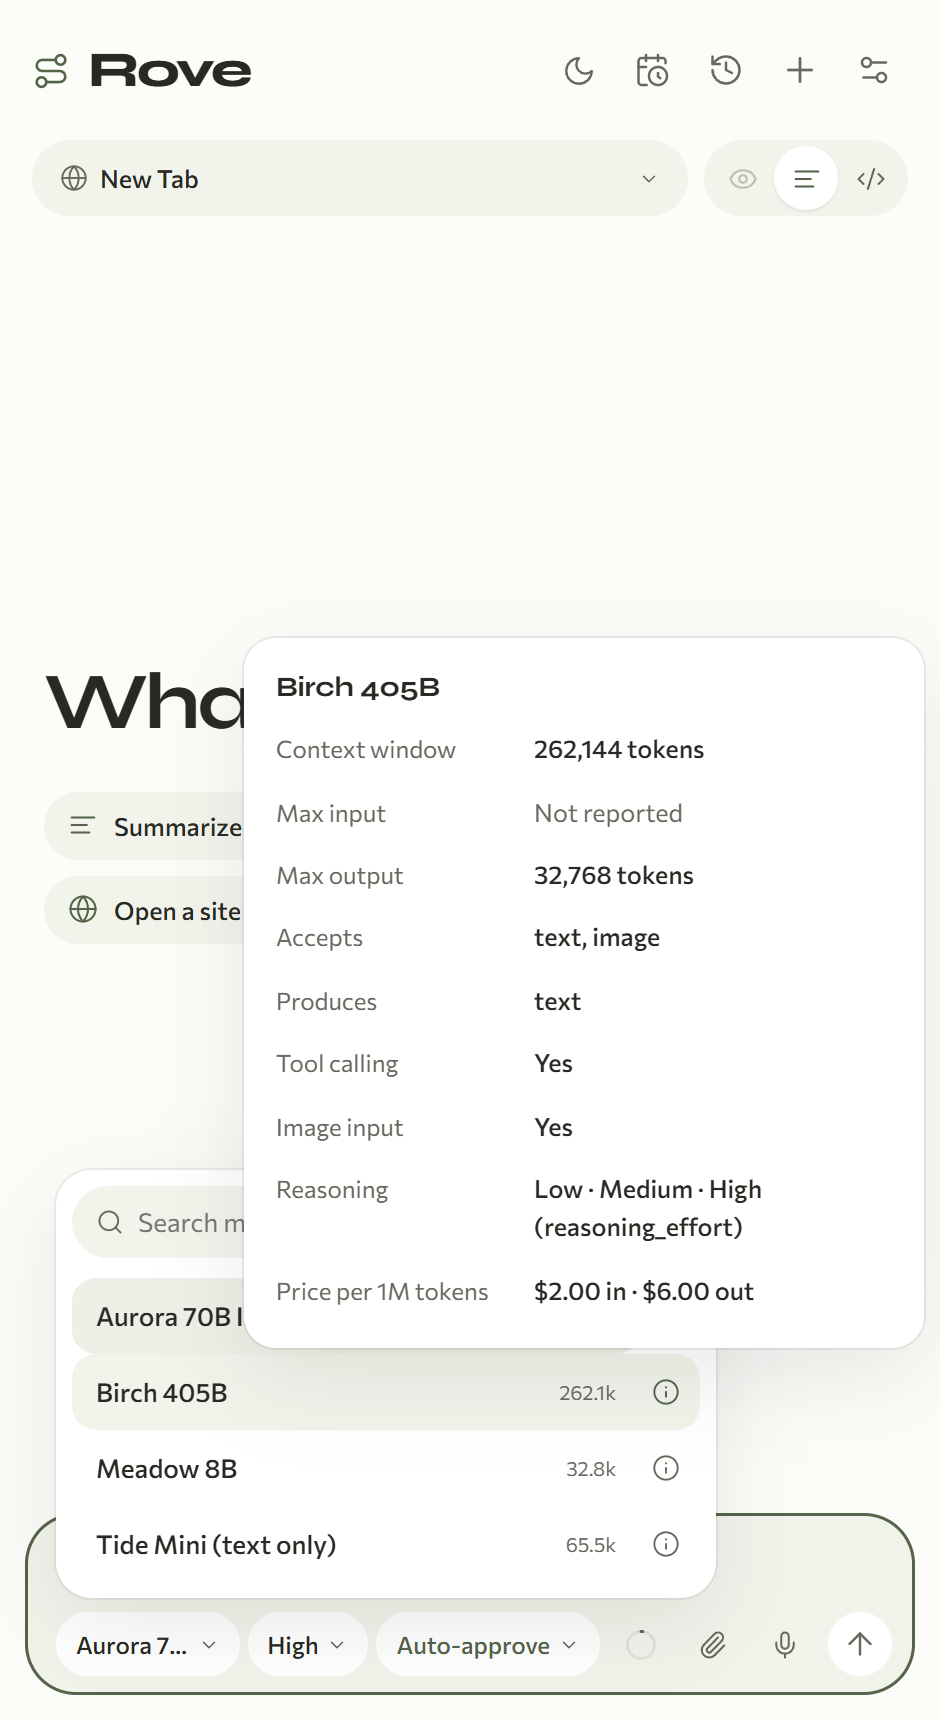 Rove
New Tab
Wha
Summarize
Open a site
Birch 405B
Context window 262,144 tokens
Max input Not reported
Max output 32,768 tokens
Accepts text, image
Produces text
Tool calling Yes
Image input Yes
Reasoning Low · Medium · High
(reasoning_effort)
Price per 1M tokens $2.00 in · $6.00 out
Search m
Aurora 70B I
Birch 405B 262.1k
Meadow 8B 32.8k
Tide Mini (text only) 65.5k
Aurora 7... High Auto-approve